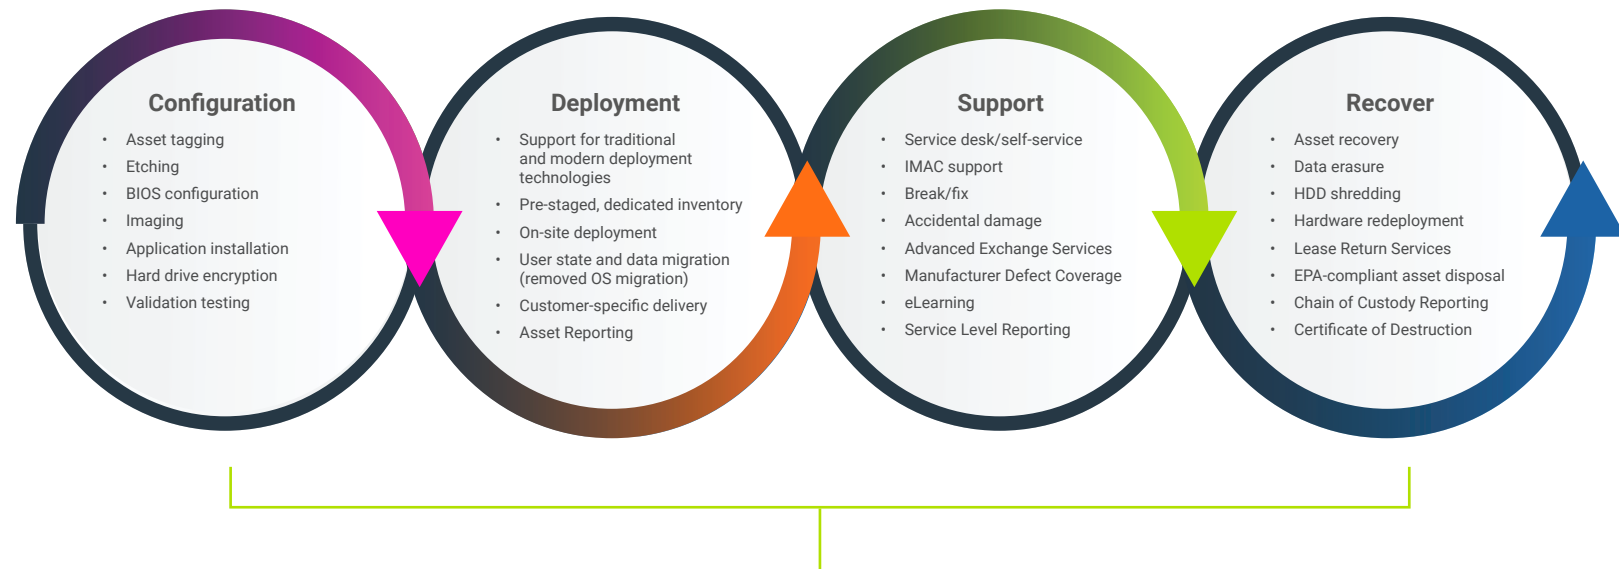 Configuration
• Asset tagging
• Etching
• BIOS configuration
• Imaging
• Application installation
• Hard drive encryption
• Validation testing
Deployment
• Support for traditional
and modern deployment
technologies
• Pre-staged, dedicated inventory
• On-site deployment
• User state and data migration
(removed OS migration)
• Customer-specific delivery
• Asset Reporting
Support
• Service desk/self-service
• IMAC support
• Break/fix
• Accidental damage
• Advanced Exchange Services
• Manufacturer Defect Coverage
• eLearning
• Service Level Reporting
Recover
• Asset recovery
• Data erasure
• HDD shredding
• Hardware redeployment
• Lease Return Services
• EPA-compliant asset disposal
• Chain of Custody Reporting
• Certificate of Destruction